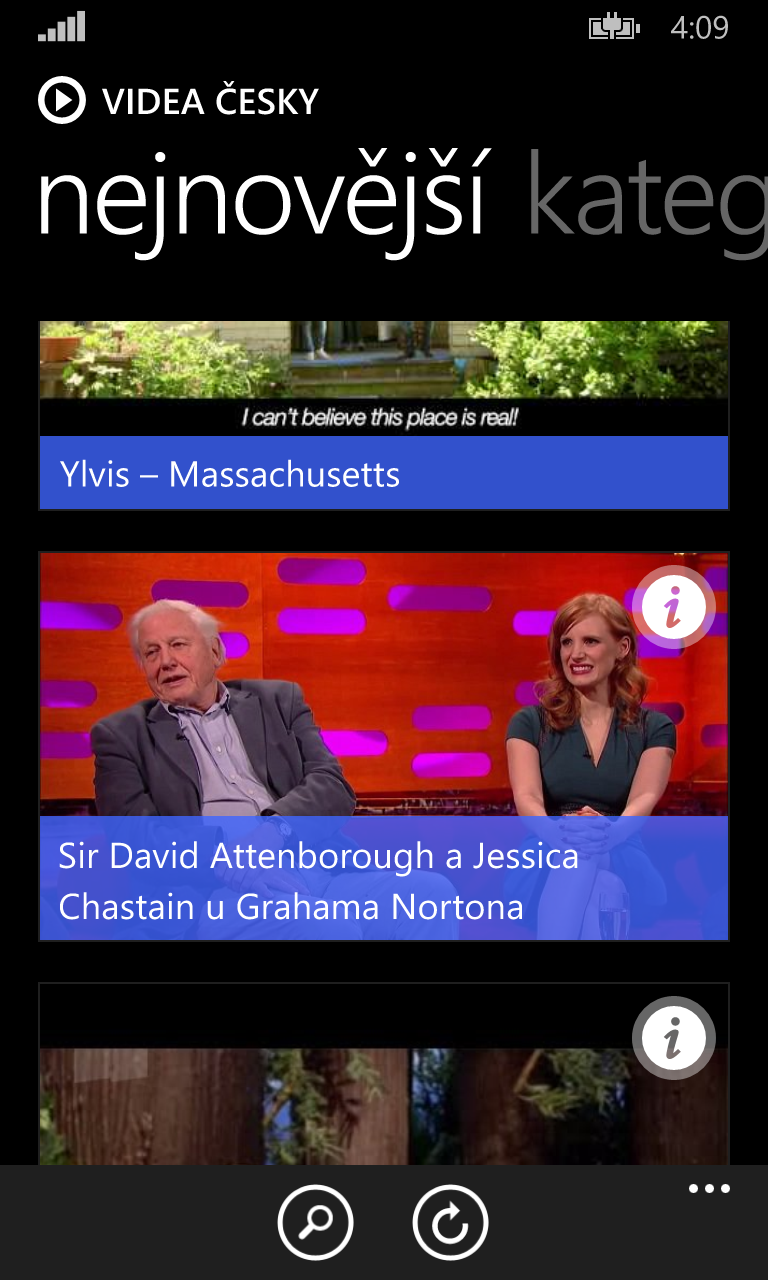 4:09
VIDEA ČESKY
nejnovější kateg
I can't believe this place is real!
Ylvis – Massachusetts
Sir David Attenborough a Jessica
Chastain u Grahama Nortona